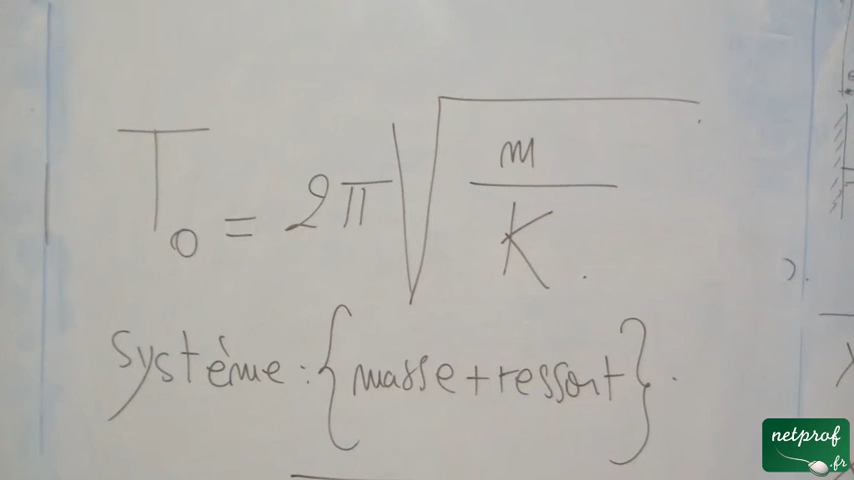 T₀ = 2π√(m/K).
Système : {masse + ressort}.
netprof
.fr